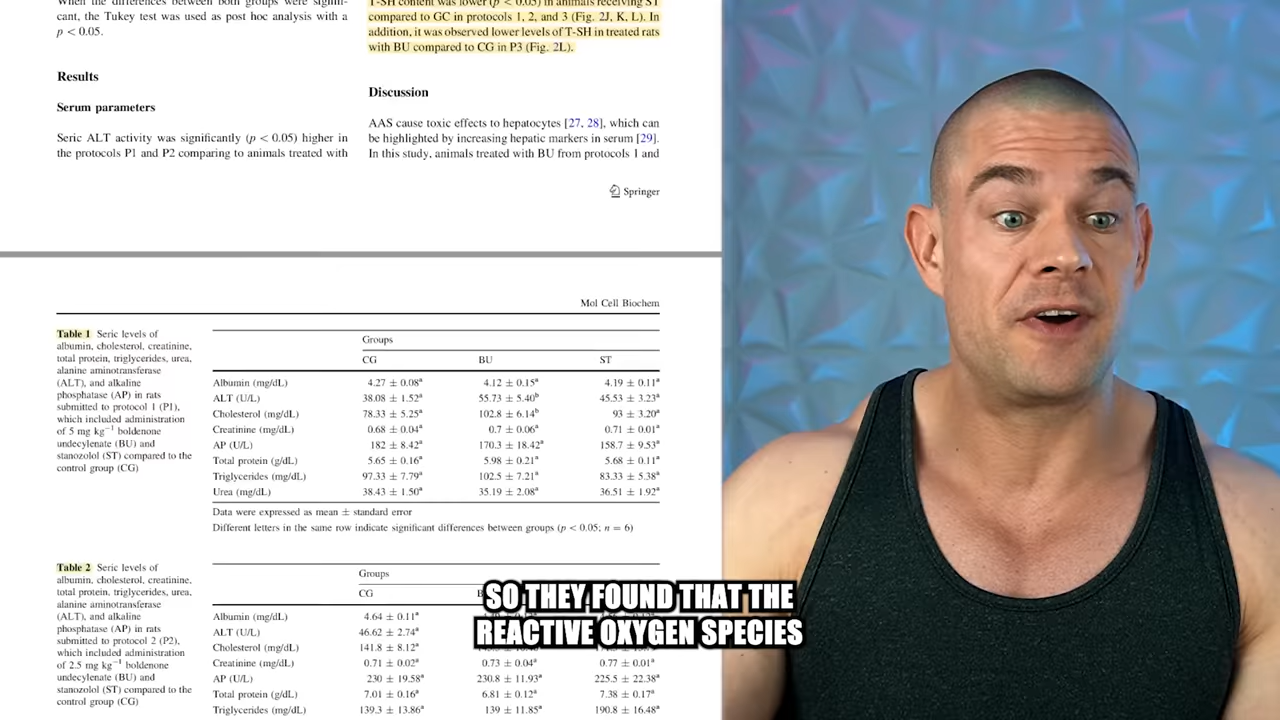 When the differences between both groups were signifi-
cant, the Tukey test was used as post hoc analysis with a
p < 0.05.
Results
Serum parameters
Seric ALT activity was significantly (p < 0.05) higher in
the protocols P1 and P2 comparing to animals treated with
T-SH content was lower (p < 0.05) in animals receiving ST
compared to GC in protocols 1, 2, and 3 (Fig. 2J, K, L). In
addition, it was observed lower levels of T-SH in treated rats
with BU compared to CG in P3 (Fig. 2L).
Discussion
AAS cause toxic effects to hepatocytes [27, 28], which can
be highlighted by increasing hepatic markers in serum [29].
In this study, animals treated with BU from protocols 1 and
Springer
Mol Cell Biochem
Table 1 Seric levels of
albumin, cholesterol, creatinine,
total protein, triglycerides, urea,
alanine aminotransferase
(ALT), and alkaline
phosphatase (AP) in rats
submitted to protocol 1 (P1),
which included administration
of 5 mg kg⁻¹ boldenone
undecylenate (BU) and
stanozolol (ST) compared to the
control group (CG)
Groups
CG BU ST
Albumin (mg/dL) 4.27 ± 0.08ª 4.12 ± 0.15ª 4.19 ± 0.11ª
ALT (U/L) 38.08 ± 1.52ª 55.73 ± 5.40ᵇ 45.53 ± 3.23ª
Cholesterol (mg/dL) 78.33 ± 5.25ª 102.8 ± 6.14ᵇ 93 ± 3.20ª
Creatinine (mg/dL) 0.68 ± 0.04ª 0.7 ± 0.06ª 0.71 ± 0.01ª
AP (U/L) 182 ± 8.42ª 170.3 ± 18.42ª 158.7 ± 9.53ª
Total protein (g/dL) 5.65 ± 0.16ª 5.98 ± 0.21ª 5.68 ± 0.11ª
Triglycerides (mg/dL) 97.33 ± 7.79ª 102.5 ± 7.21ª 83.33 ± 5.38ª
Urea (mg/dL) 38.43 ± 1.50ª 35.19 ± 2.08ª 36.51 ± 1.92ª
Data were expressed as mean ± standard error
Different letters in the same row indicate significant differences between groups (p < 0.05; n = 6)
Table 2 Seric levels of
albumin, cholesterol, creatinine,
total protein, triglycerides, urea,
alanine aminotransferase
(ALT), and alkaline
phosphatase (AP) in rats
submitted to protocol 2 (P2),
which included administration
of 2.5 mg kg⁻¹ boldenone
undecylenate (BU) and
stanozolol (ST) compared to the
control group (CG)
Groups
CG
Albumin (mg/dL) 4.64 ± 0.11ª
ALT (U/L) 46.62 ± 2.74ª
Cholesterol (mg/dL) 141.8 ± 8.12ª
Creatinine (mg/dL) 0.71 ± 0.02ª 0.73 ± 0.04ª 0.77 ± 0.01ª
AP (U/L) 230 ± 19.58ª 230.8 ± 11.93ª 225.5 ± 22.38ª
Total protein (g/dL) 7.01 ± 0.16ª 6.81 ± 0.12ª 7.38 ± 0.17ª
Triglycerides (mg/dL) 139.3 ± 13.86ª 139 ± 11.85ª 190.8 ± 16.48ª
SO THEY FOUND THAT THE
REACTIVE OXYGEN SPECIES